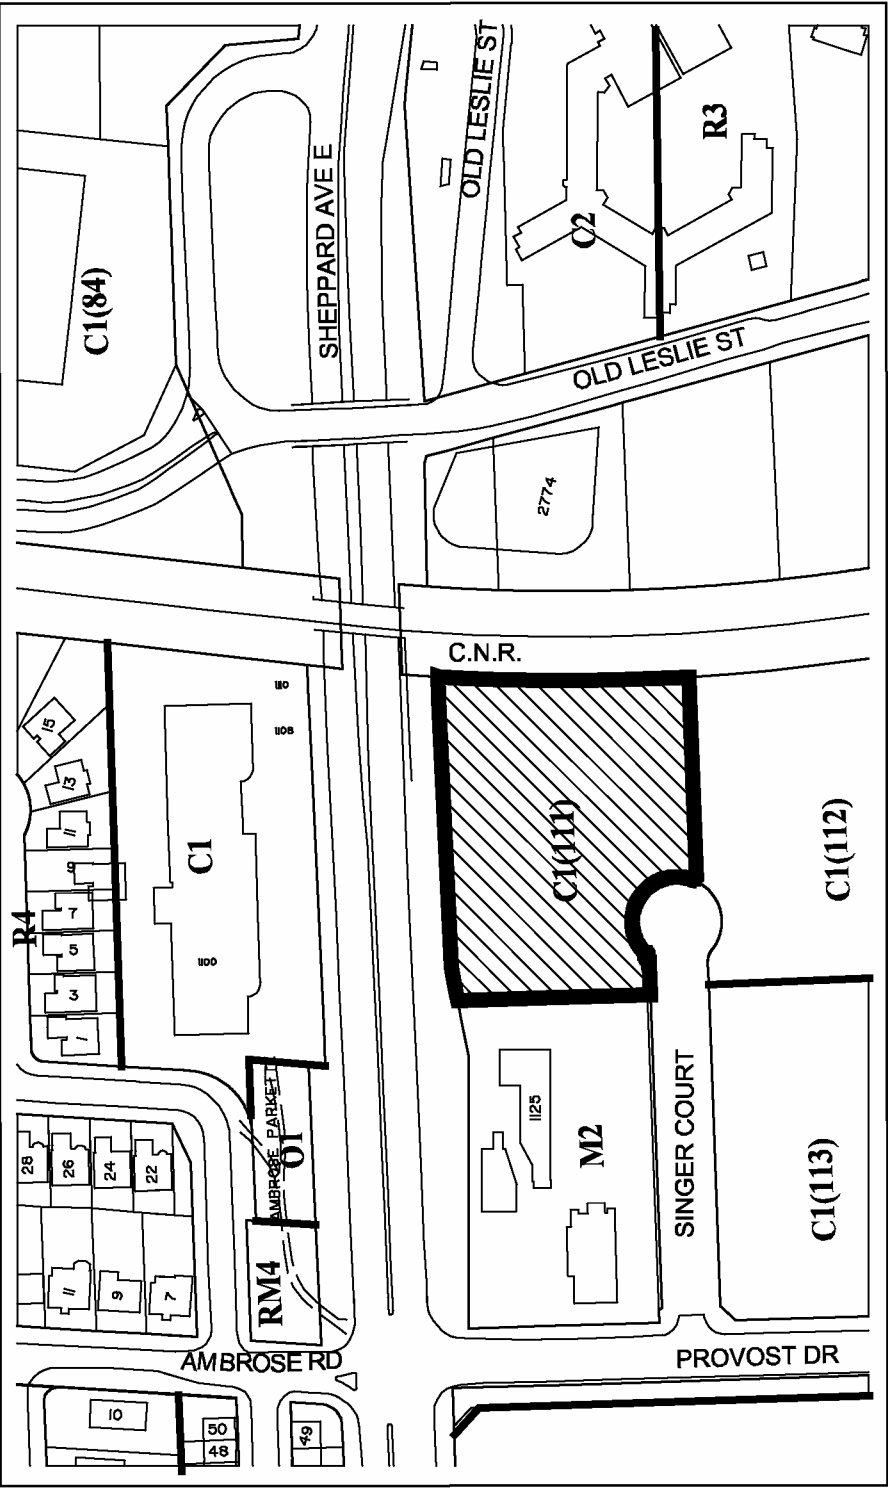 OLD LESLIE ST
R3
SHEPPARD AVE E
C2
C1(84)
OLD LESLIE ST
2774
C.N.R.
1110
1108
15
13
11
9
7
5
3
1
R4
C1
C1(111)
C1(112)
SINGER COURT
1125
M2
C1(113)
AMBROSE PARKET
O1
28
26
24
22
RM4
11
9
7
AMBROSE RD
PROVOST DR
10
50
48
49